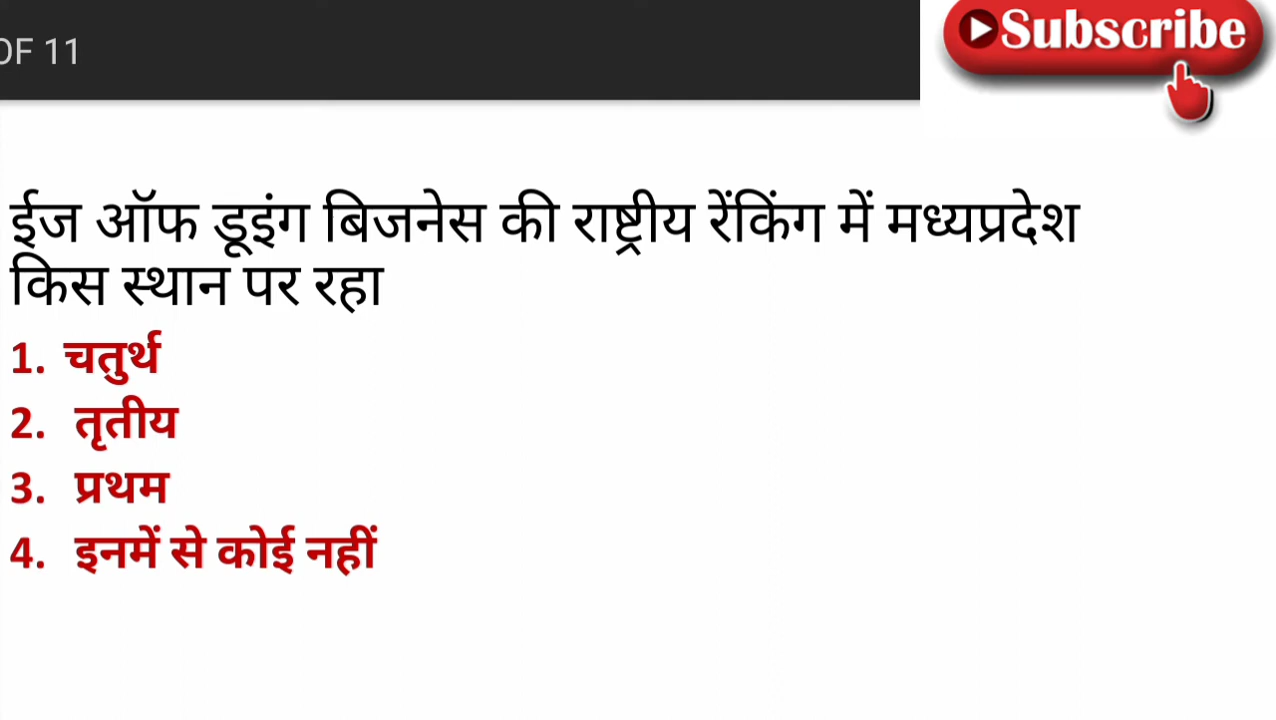 OF 11
Subscribe
ईज ऑफ डूइंग बिजनेस की राष्ट्रीय रेंकिंग में मध्यप्रदेश
किस स्थान पर रहा
1. चतुर्थ
2. तृतीय
3. प्रथम
4. इनमें से कोई नहीं